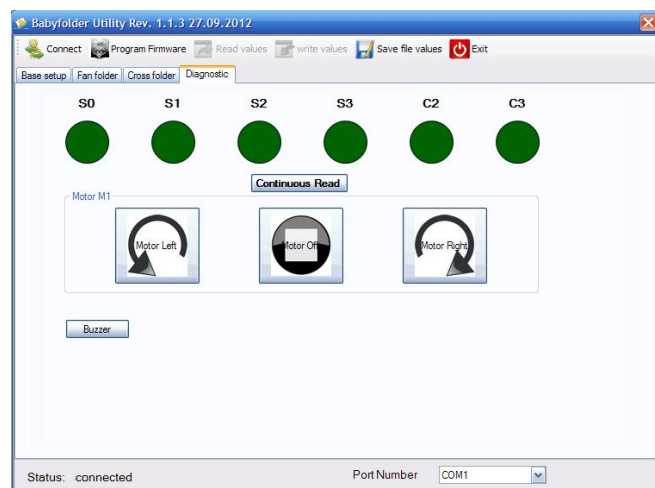 Babyfolder Utility Rev. 1.1.3 27.09.2012
Connect Program Firmware Read values write values Save file values Exit
Base setup Fan folder Cross folder Diagnostic
S0 S1 S2 S3 C2 C3
Continuous Read
Motor M1
Motor Left Motor Off Motor Right
Buzzer
Status: connected Port Number COM1